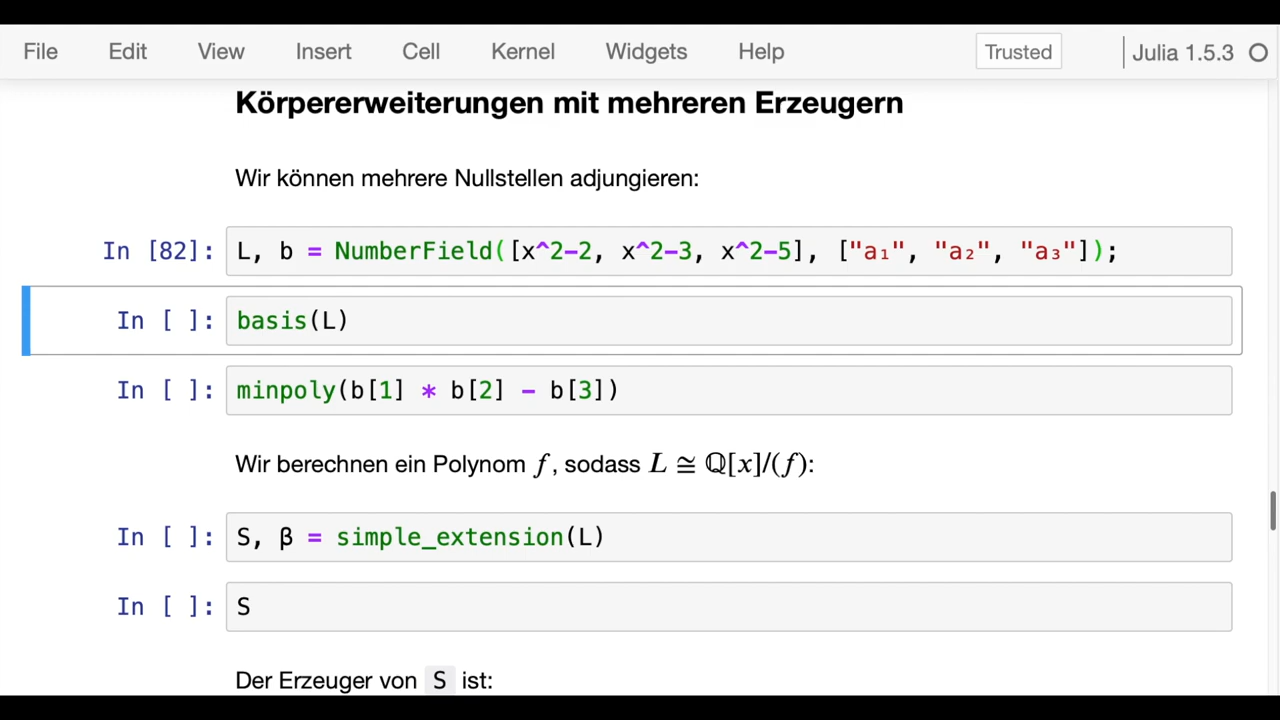 File Edit View Insert Cell Kernel Widgets Help Trusted Julia 1.5.3
Körpererweiterungen mit mehreren Erzeugern
Wir können mehrere Nullstellen adjungieren:
In [82]: L, b = NumberField([x^2-2, x^2-3, x^2-5], ["a₁", "a₂", "a₃"]);
In [ ]: basis(L)
In [ ]: minpoly(b[1] * b[2] - b[3])
Wir berechnen ein Polynom f, sodass L ≅ ℚ[x]/(f):
In [ ]: S, β = simple_extension(L)
In [ ]: S
Der Erzeuger von S ist: